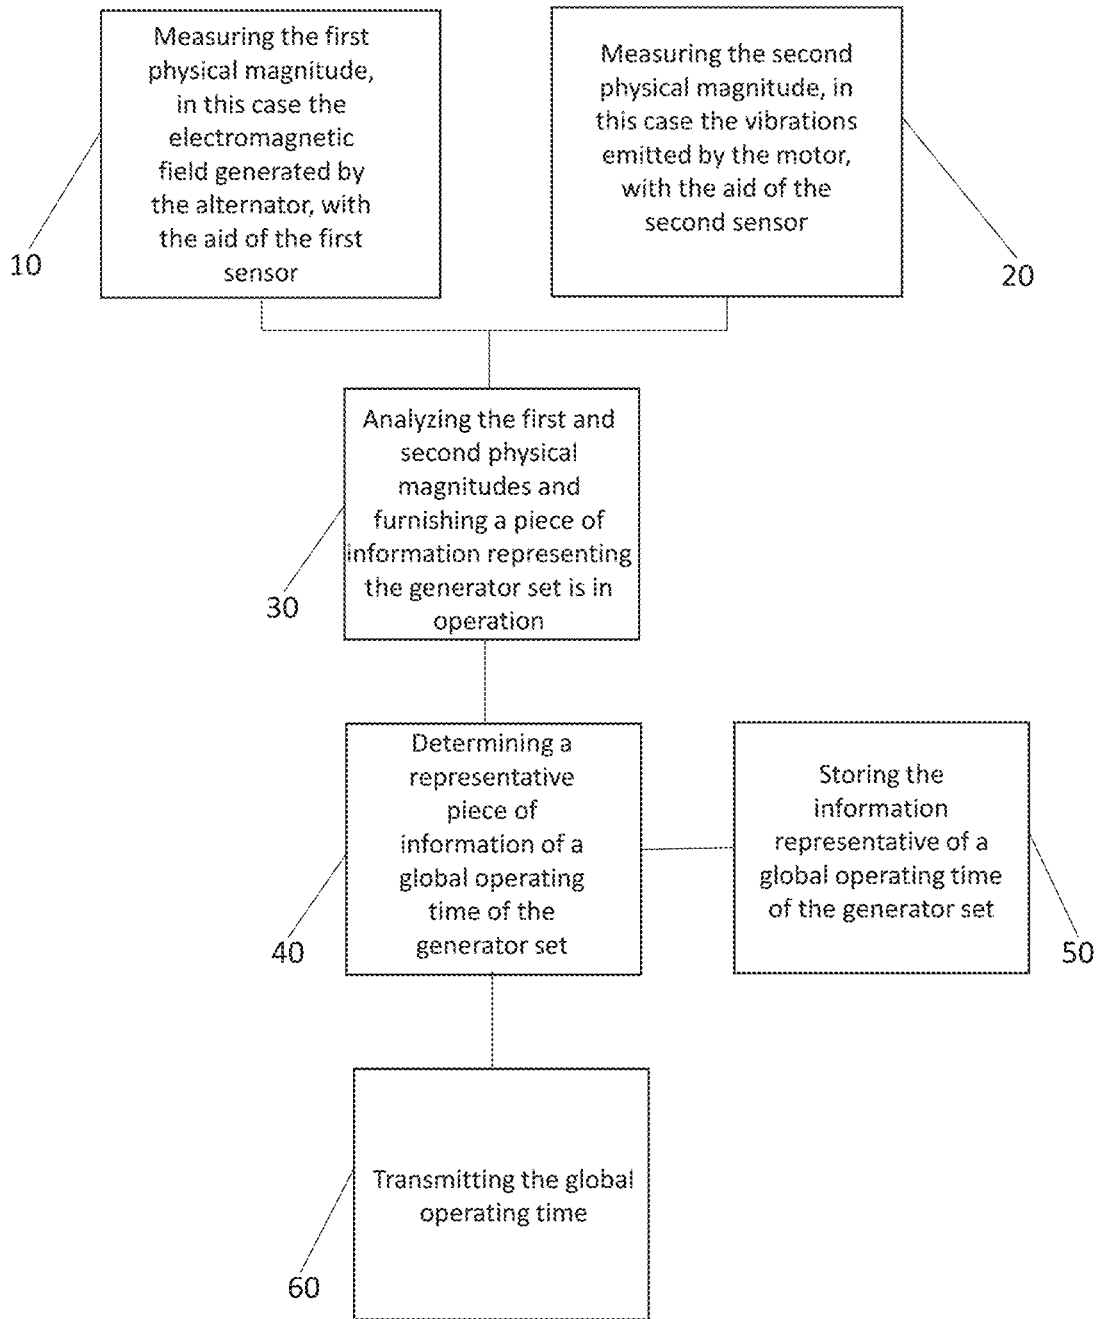 Measuring the first
physical magnitude,
in this case the
electromagnetic
field generated by
the alternator, with
the aid of the first
sensor
10
Measuring the second
physical magnitude, in
this case the vibrations
emitted by the motor,
with the aid of the
second sensor
20
Analyzing the first and
second physical
magnitudes and
furnishing a piece of
information representing
the generator set is in
operation
30
Determining a
representative
piece of
information of a
global operating
time of the
generator set
40
Storing the
information
representative of a
global operating time
of the generator set
50
Transmitting the global
operating time
60